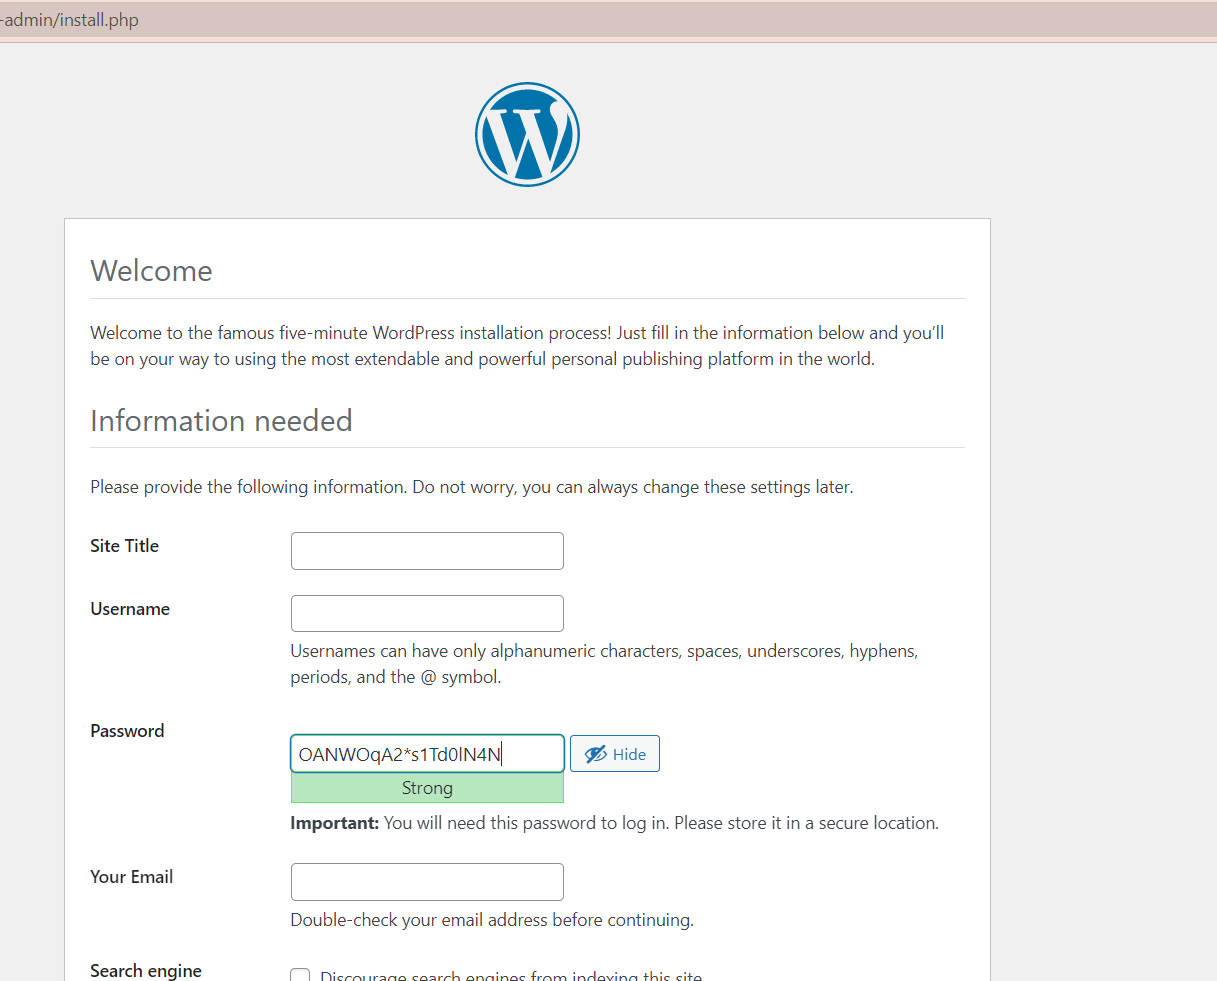 -admin/install.php
Welcome
Welcome to the famous five-minute WordPress installation process! Just fill in the information below and you’ll
be on your way to using the most extendable and powerful personal publishing platform in the world.
Information needed
Please provide the following information. Do not worry, you can always change these settings later.
Site Title
Username
Usernames can have only alphanumeric characters, spaces, underscores, hyphens,
periods, and the @ symbol.
Password
OANWOqA2*s1Td0lN4N
Hide
Strong
Important: You will need this password to log in. Please store it in a secure location.
Your Email
Double-check your email address before continuing.
Search engine
Discourage search engines from indexing this site